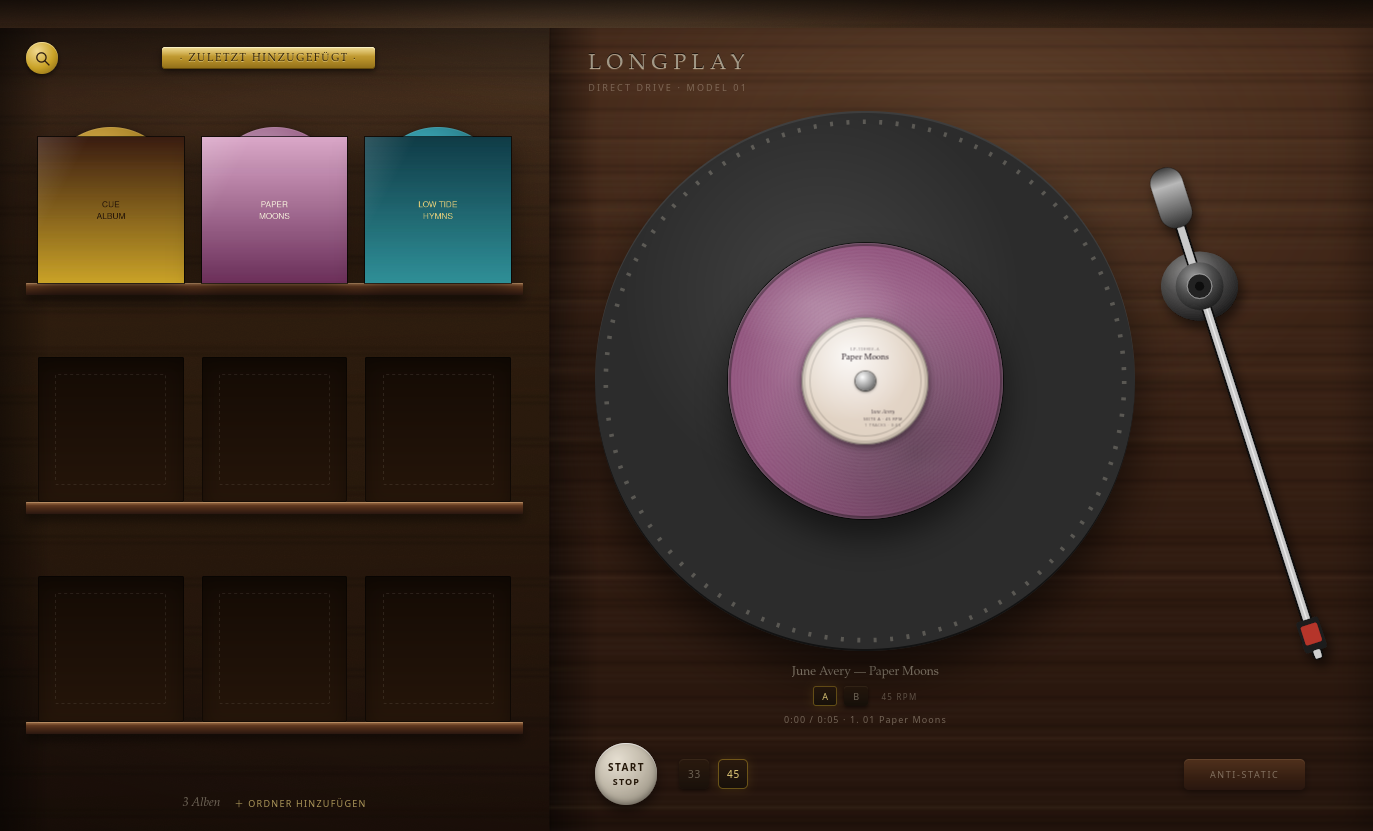 · ZULETZT HINZUGEFÜGT ·
CUE
ALBUM
PAPER
MOONS
LOW TIDE
HYMNS
3 Alben
+ ORDNER HINZUFÜGEN
LONGPLAY
DIRECT DRIVE · MODEL 01
Paper Moons
June Avery
June Avery — Paper Moons
A
B
45 RPM
0:00 / 0:05 · 1. 01 Paper Moons
START
STOP
33
45
ANTI-STATIC